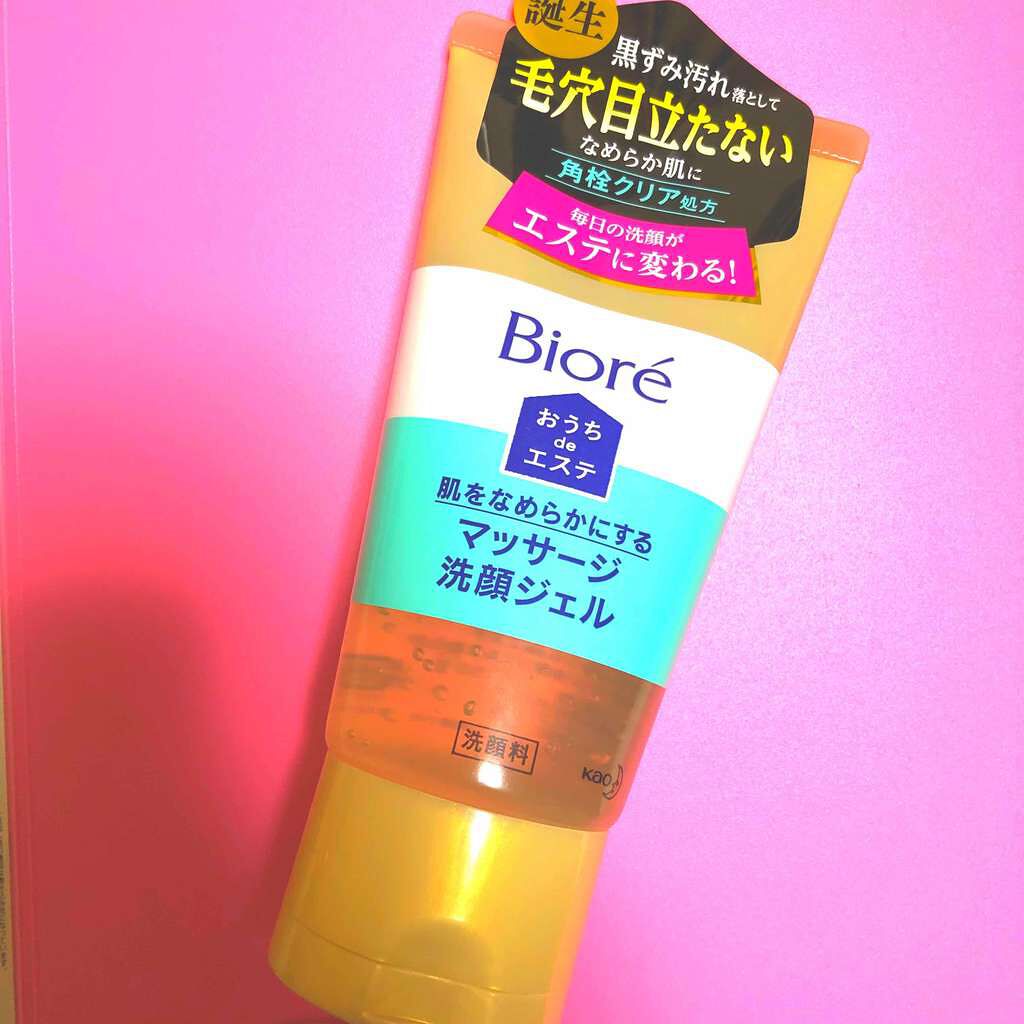 誕生
黒ずみ汚れ落として
毛穴目立たない
なめらか肌に
角栓クリア処方
毎日の洗顔が
エステに変わる!
Bioré
おうち
de
エステ
肌をなめらかにする
マッサージ
洗顔ジェル
洗顔料
Kao